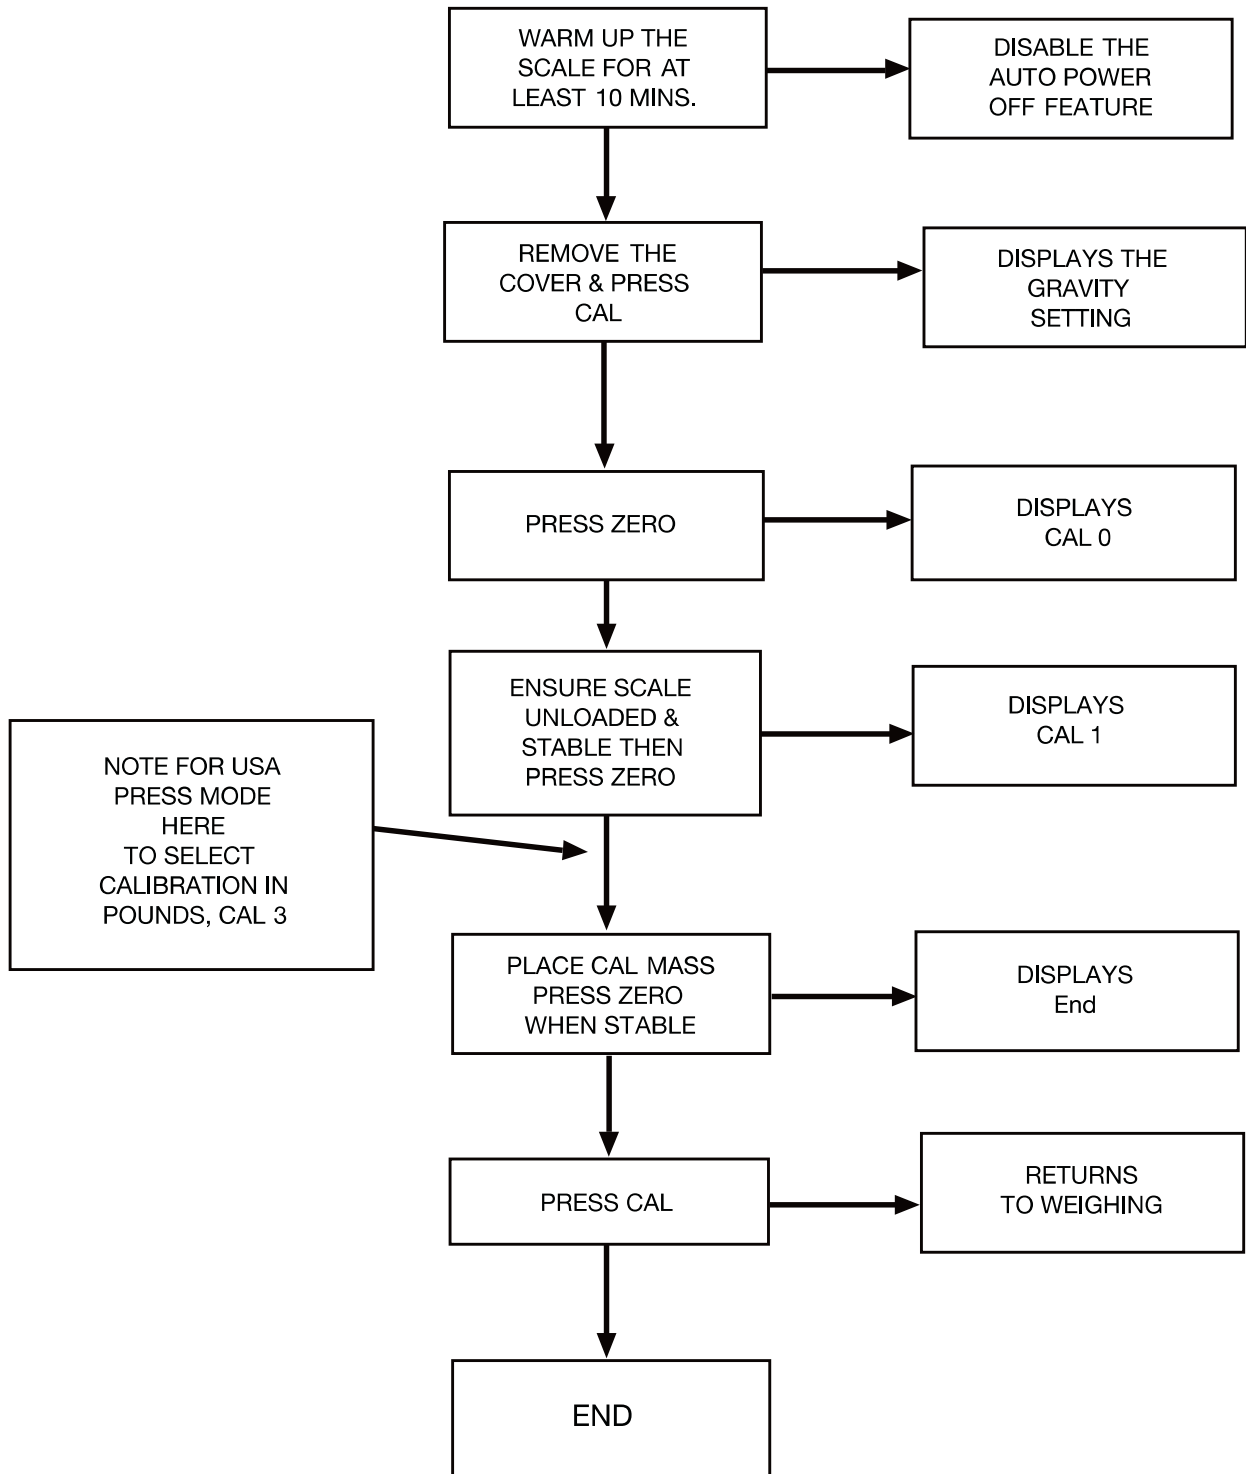 WARM UP THE
SCALE FOR AT
LEAST 10 MINS.
DISABLE THE
AUTO POWER
OFF FEATURE
REMOVE THE
COVER & PRESS
CAL
DISPLAYS THE
GRAVITY
SETTING
PRESS ZERO
DISPLAYS
CAL 0
ENSURE SCALE
UNLOADED &
STABLE THEN
PRESS ZERO
DISPLAYS
CAL 1
NOTE FOR USA
PRESS MODE
HERE
TO SELECT
CALIBRATION IN
POUNDS, CAL 3
PLACE CAL MASS
PRESS ZERO
WHEN STABLE
DISPLAYS
End
PRESS CAL
RETURNS
TO WEIGHING
END